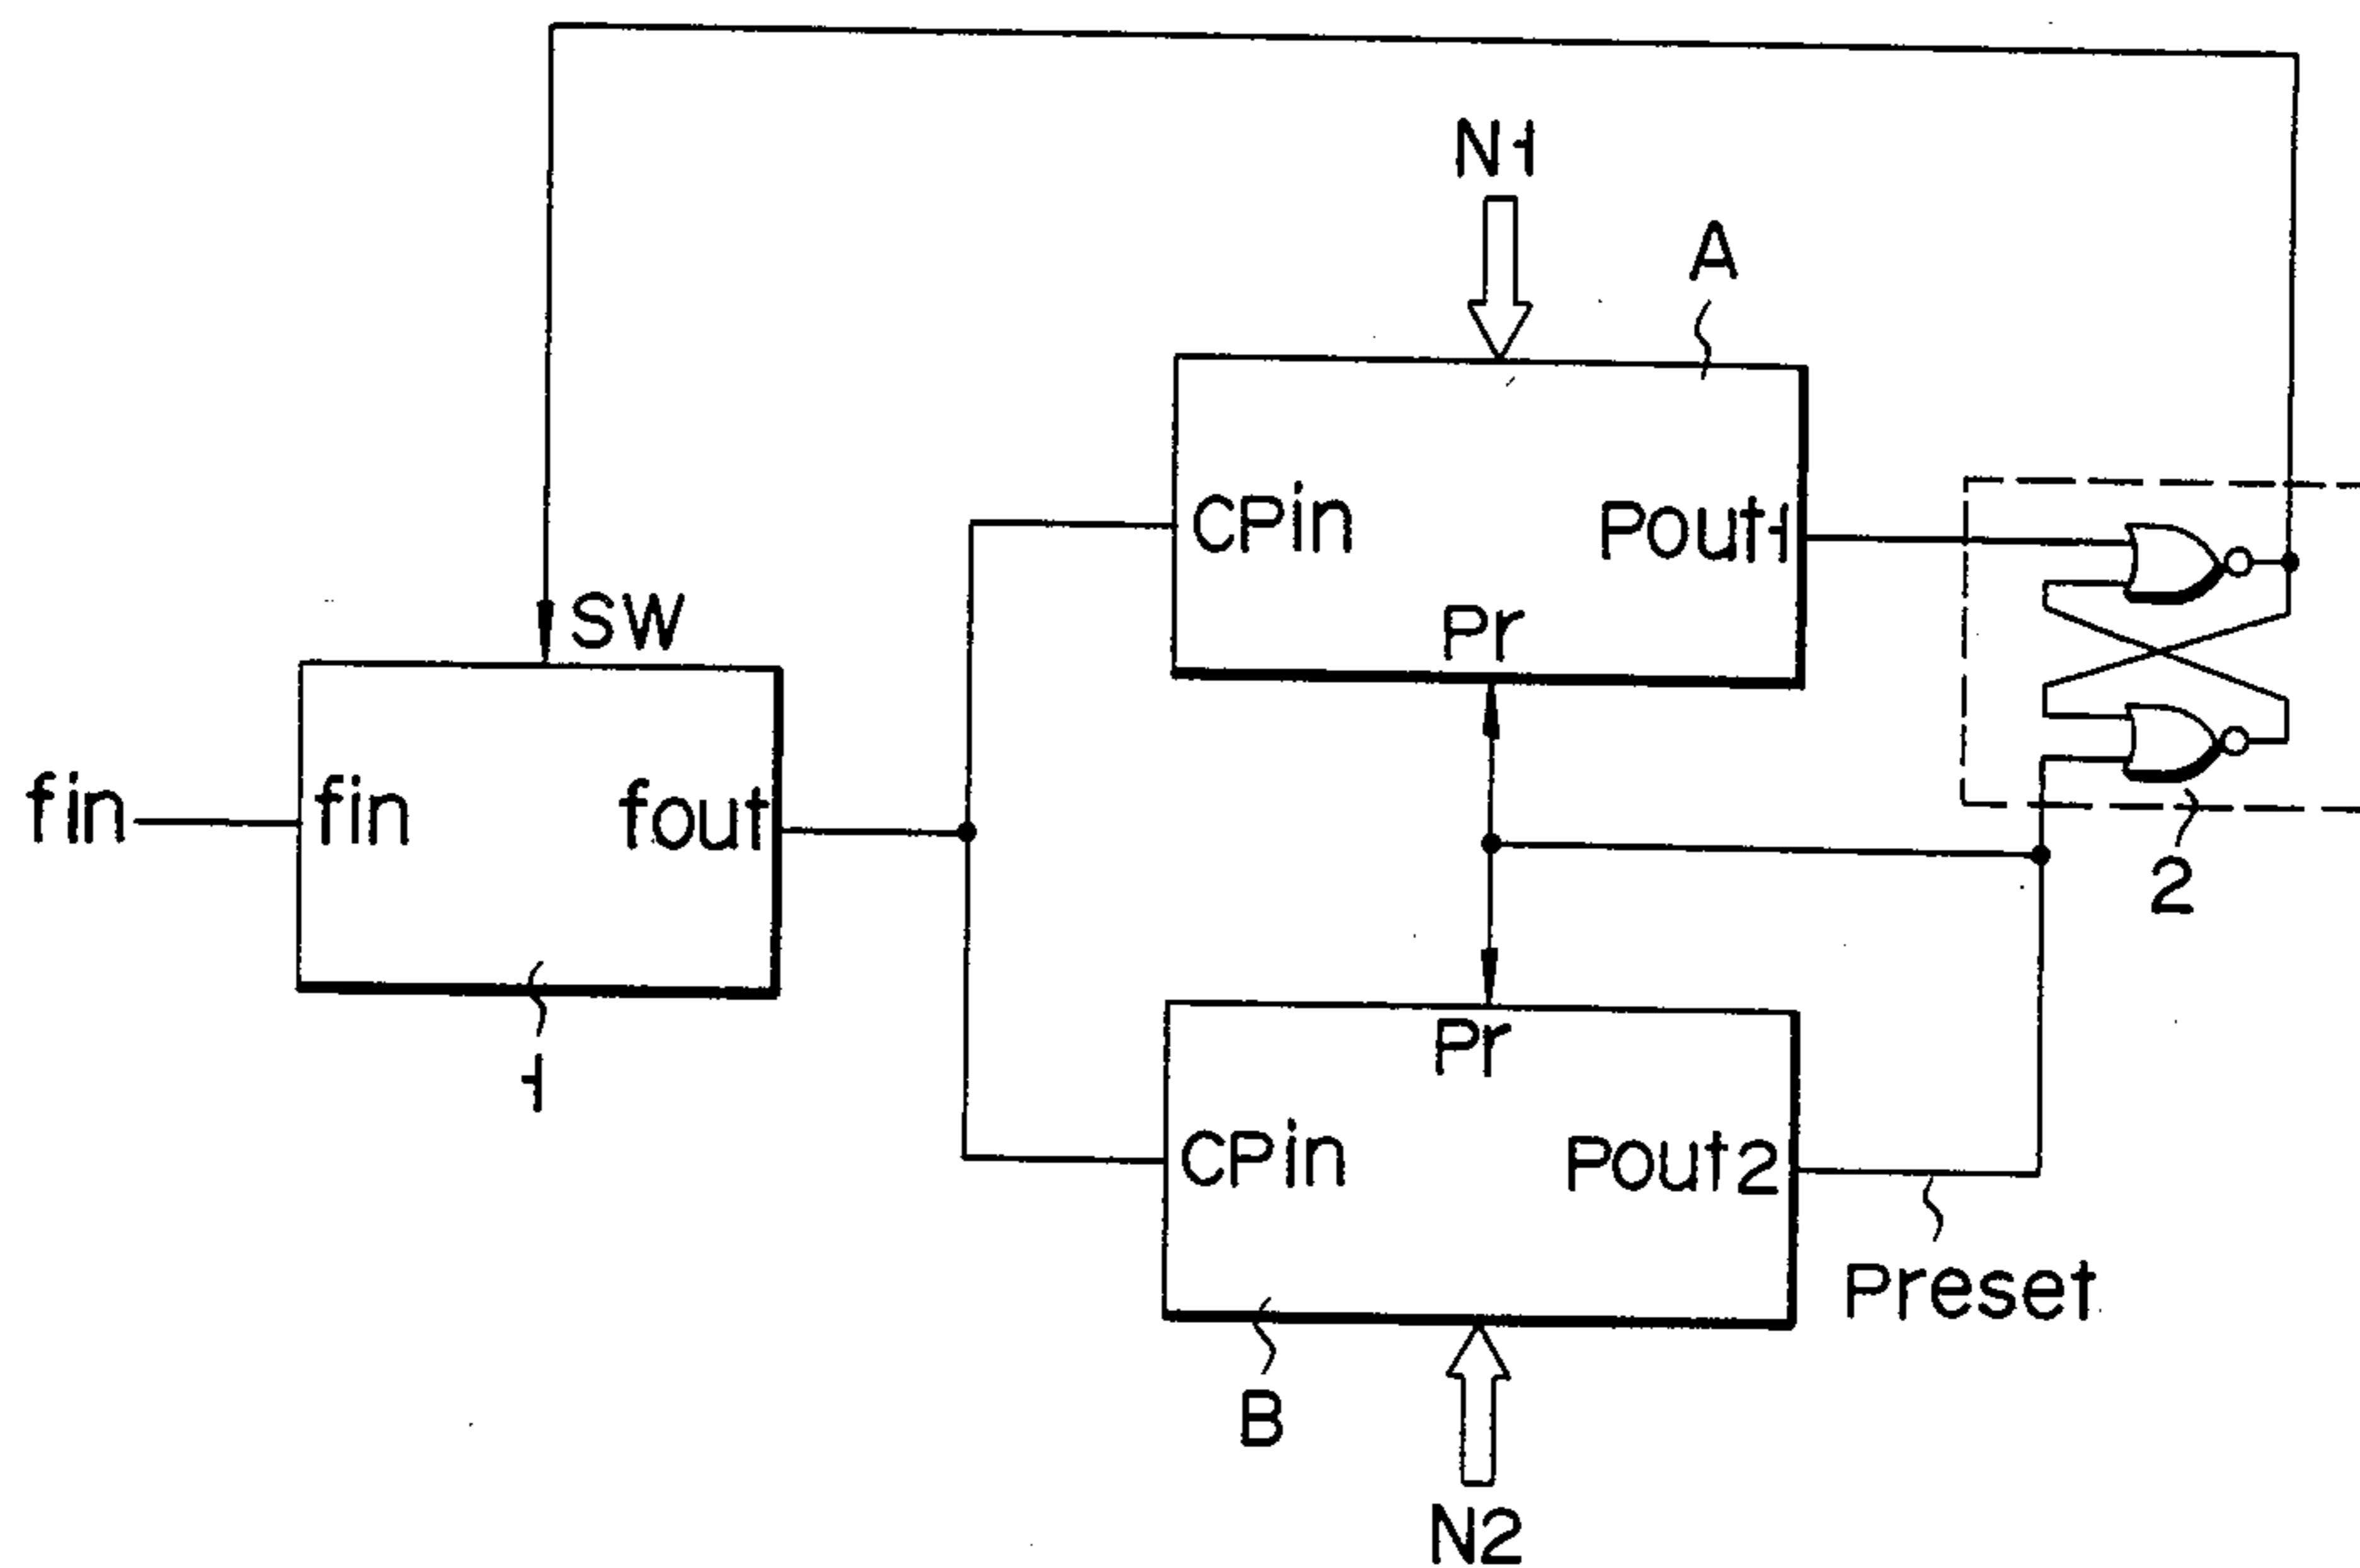 N1
A
CPin
Pout1
Pr
SW
fin
fin
fout
2
1
Pr
CPin
Pout2
Preset
B
N2